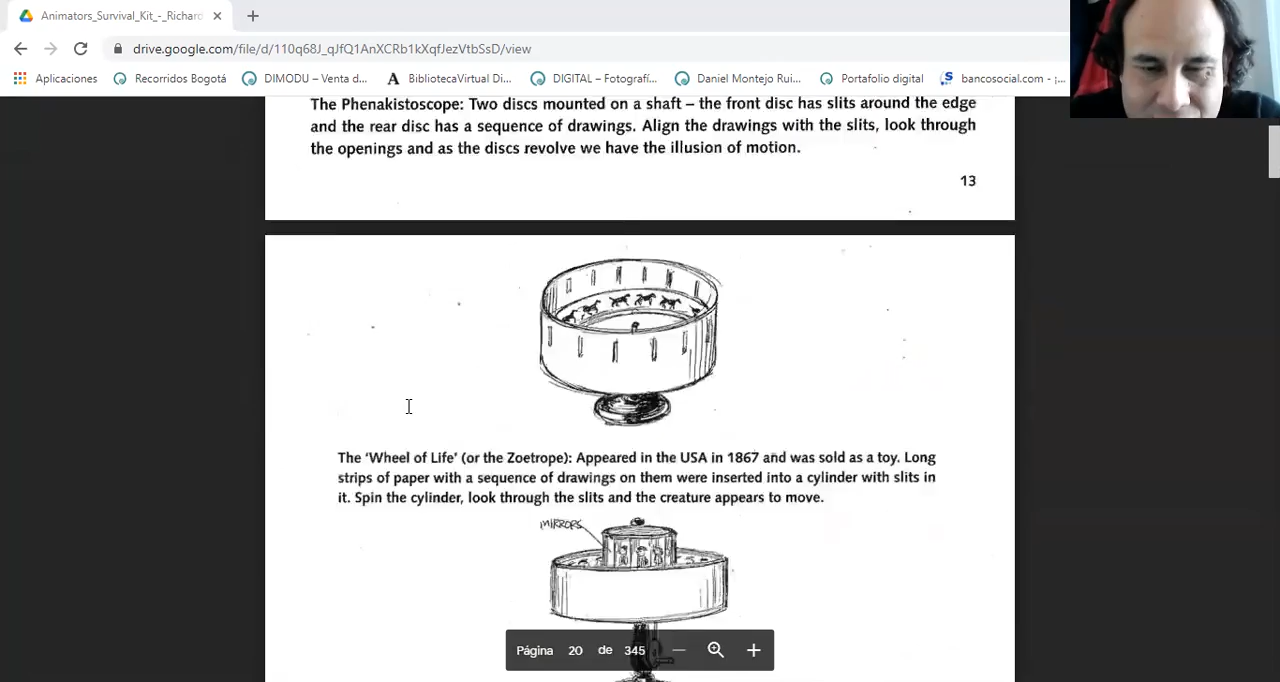 Animators_Survival_Kit_-_Richard
drive.google.com/file/d/110q68J_qJfQ1AnXCRb1kXqfJezVtbSsD/view
Aplicaciones
Recorridos Bogotá
DIMODU – Venta d...
BibliotecaVirtual Di...
DIGITAL – Fotografí...
Daniel Montejo Rui...
Portafolio digital
bancosocial.com - ¡...
The Phenakistoscope: Two discs mounted on a shaft – the front disc has slits around the edge
and the rear disc has a sequence of drawings. Align the drawings with the slits, look through
the openings and as the discs revolve we have the illusion of motion.
13
The ‘Wheel of Life’ (or the Zoetrope): Appeared in the USA in 1867 and was sold as a toy. Long
strips of paper with a sequence of drawings on them were inserted into a cylinder with slits in
it. Spin the cylinder, look through the slits and the creature appears to move.
MIRRORS
Página 20 de 345